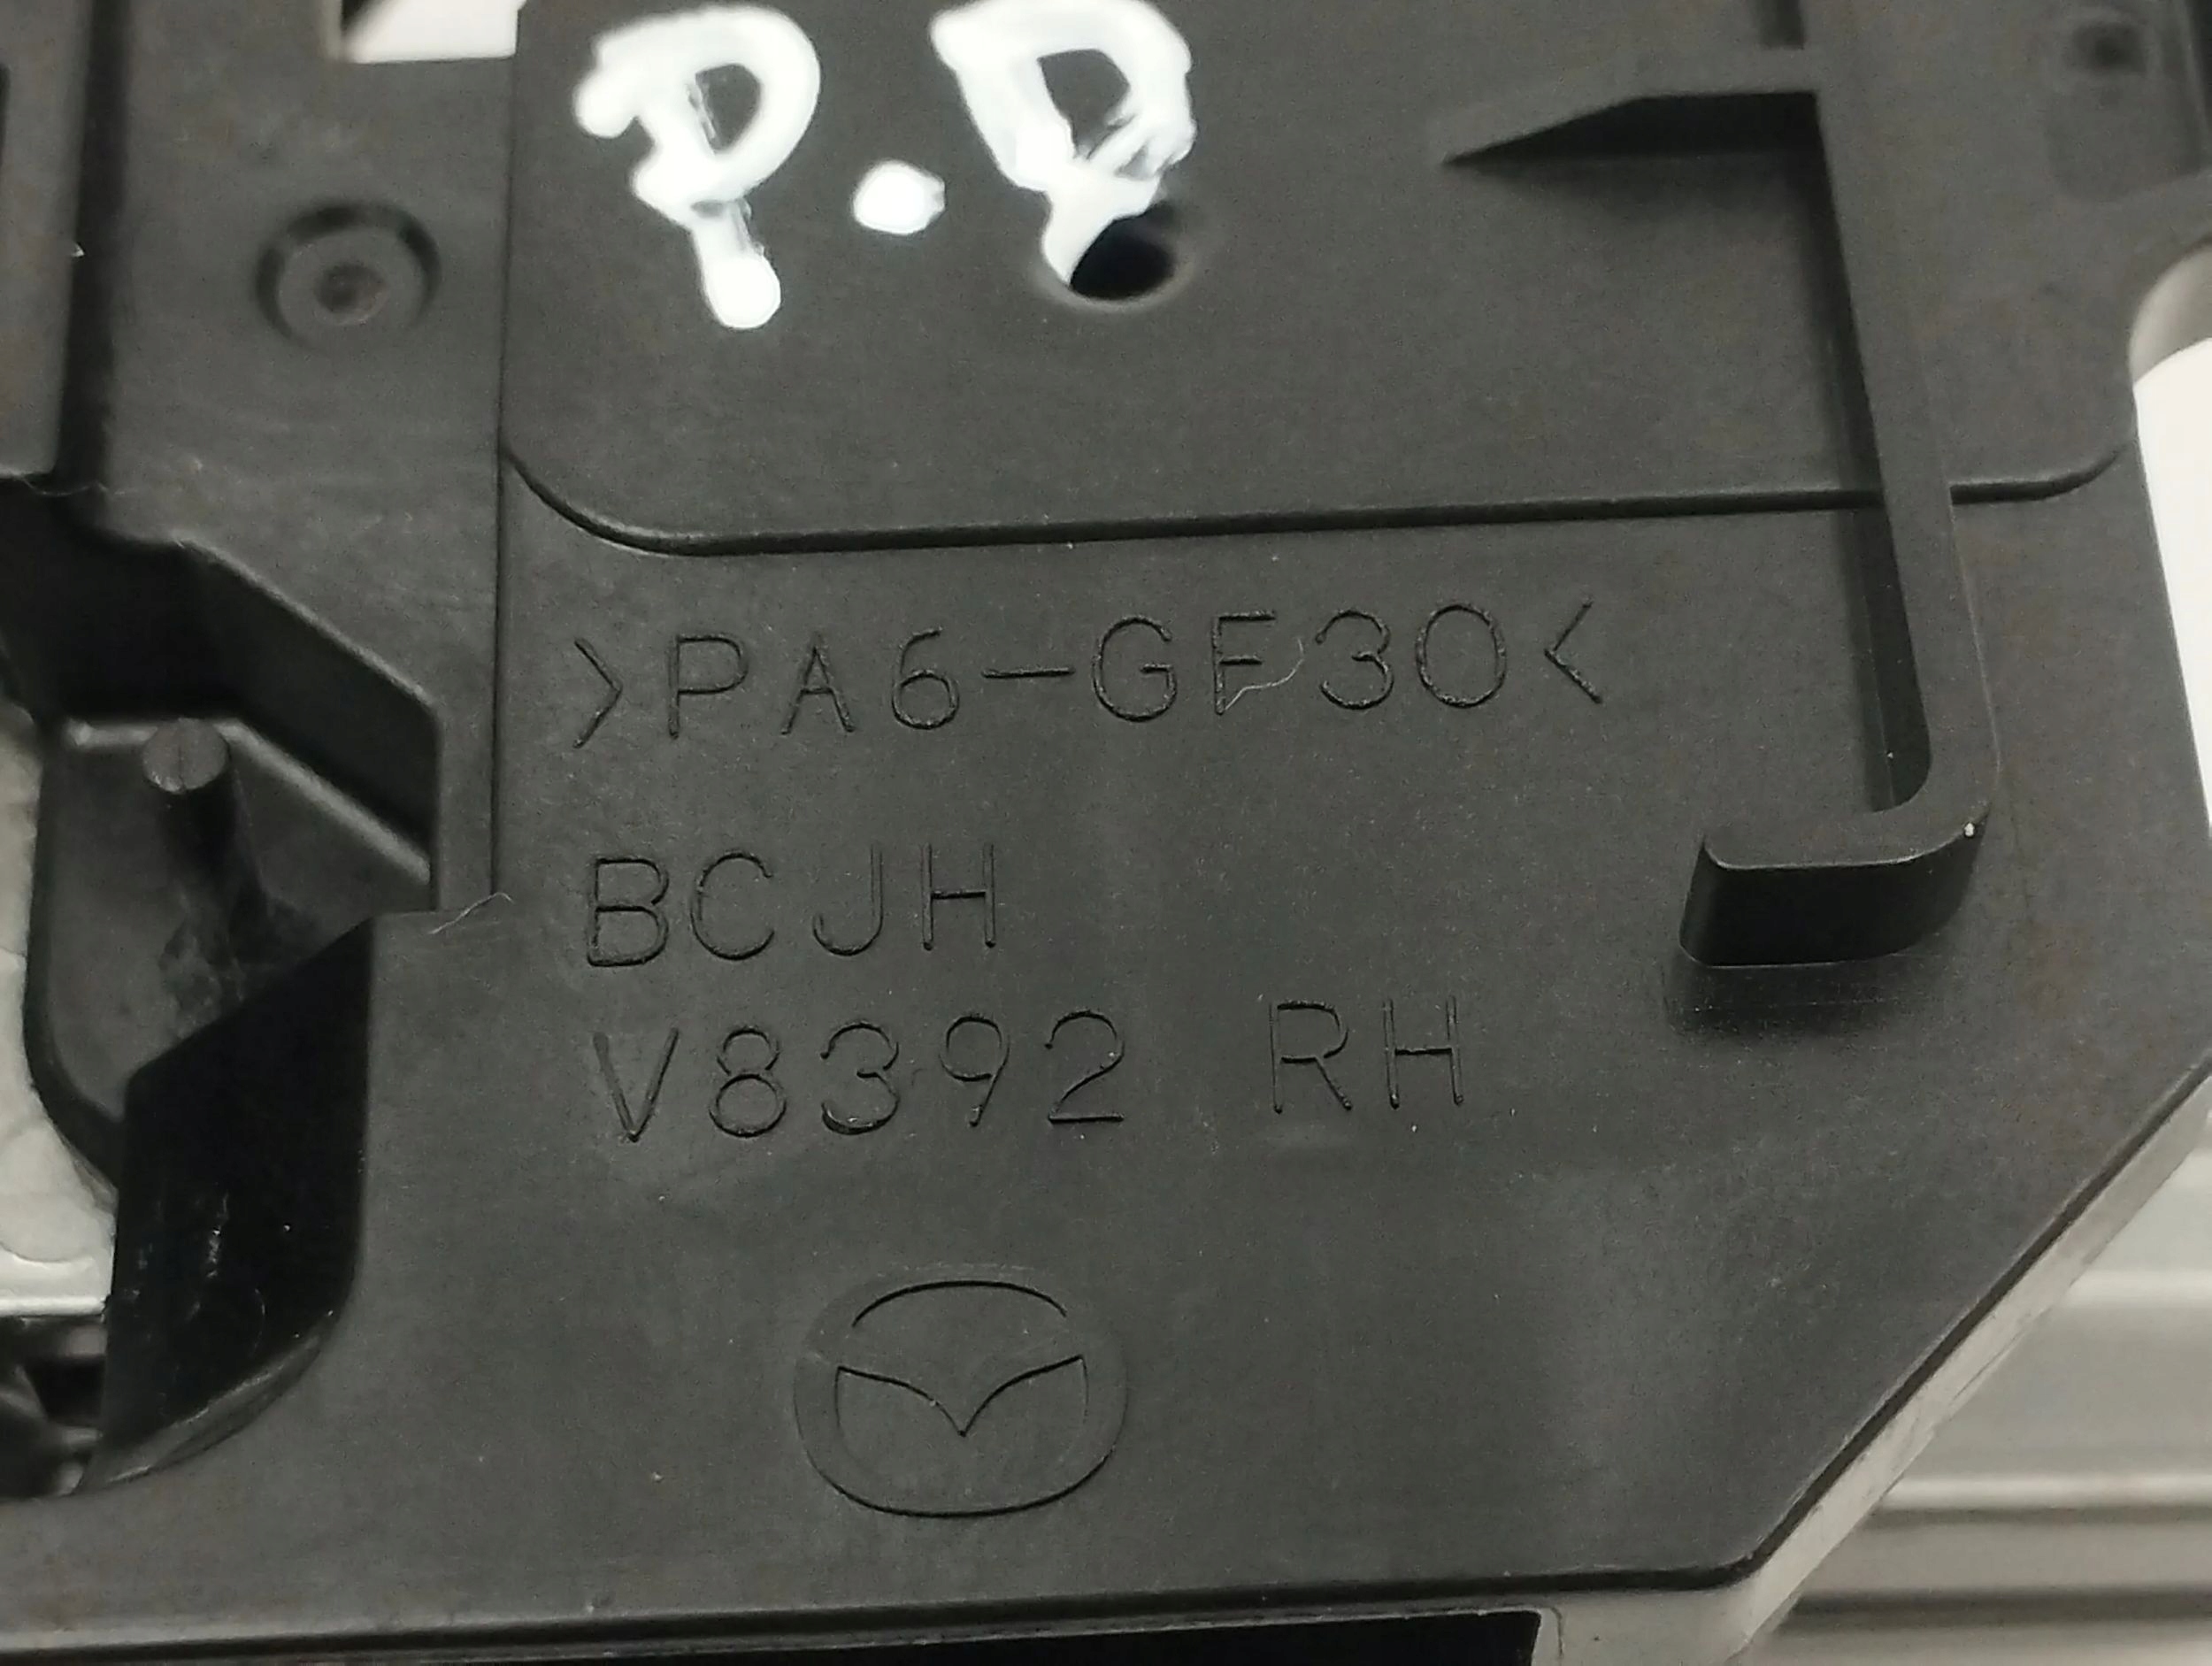 P.P
>PA6-GF30<
BCJH
V8392 RH